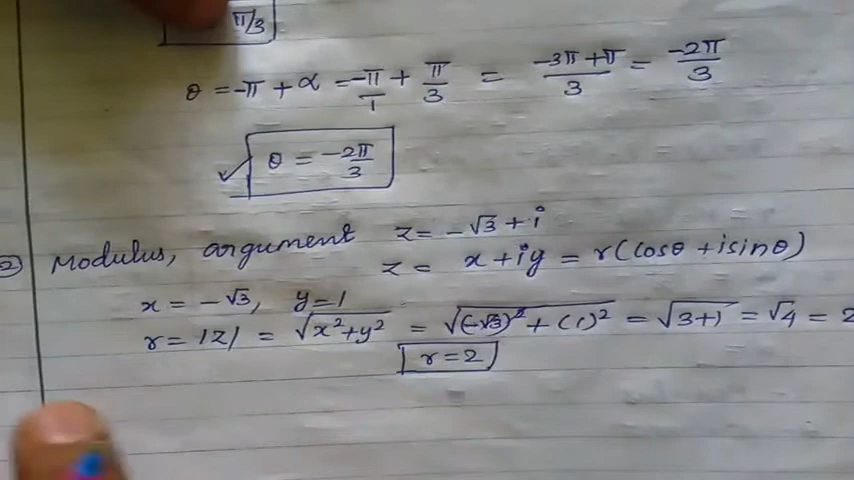 π/3
θ = -π + α = -π/1 + π/3 = -3π+π/3 = -2π/3
θ = -2π/3
② Modulus, argument z = -√3 + i
z = x+iy = r(cosθ + isinθ)
x = -√3, y=1
r = |z| = √x²+y² = √(-√3)²+(1)² = √3+1 = √4 = 2
r=2